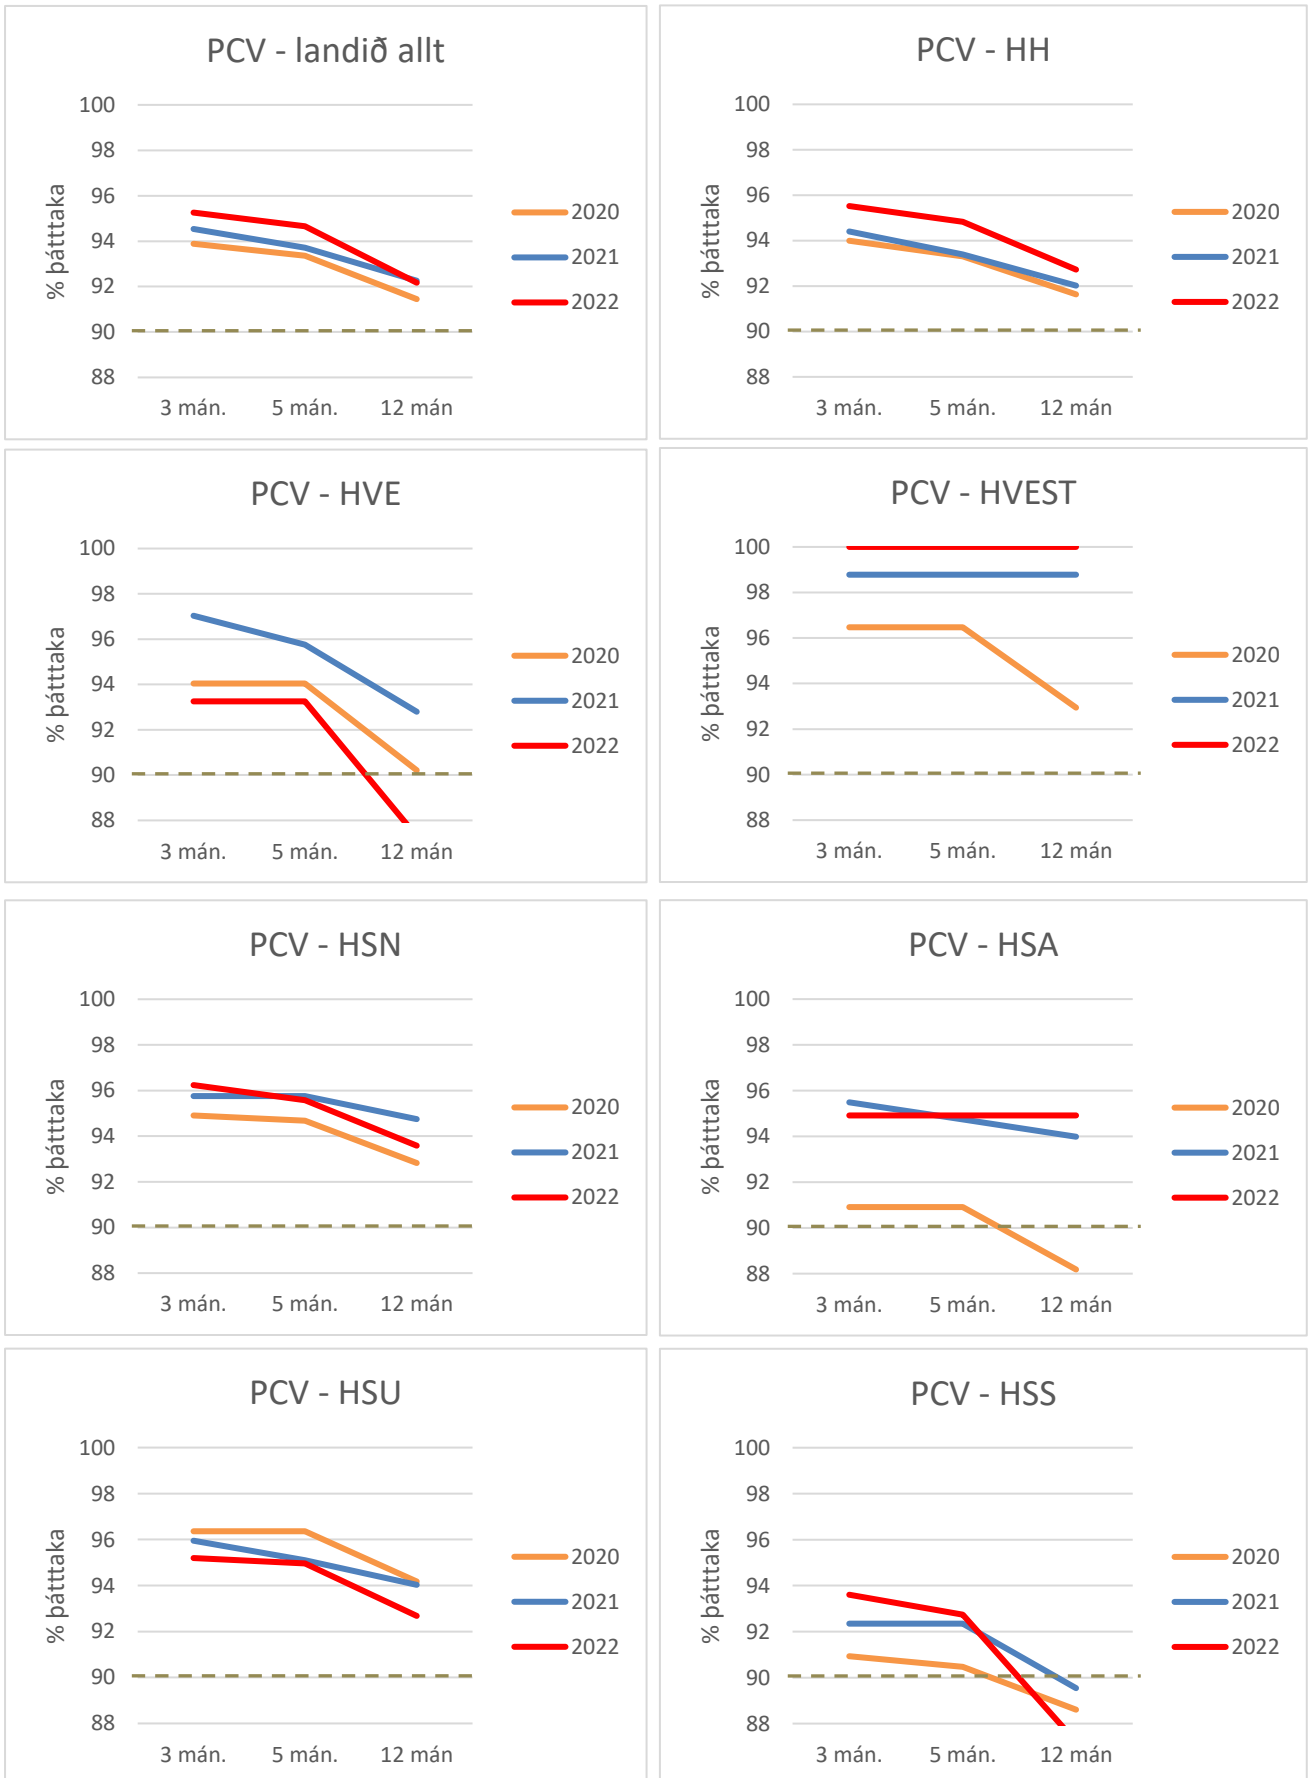 PCV - landið allt
100
98
96
94
92
90
88
% þátttaka
3 mán.
5 mán.
12 mán
2020
2021
2022
PCV - HH
100
98
96
94
92
90
88
% þátttaka
3 mán.
5 mán.
12 mán
2020
2021
2022
PCV - HVE
100
98
96
94
92
90
88
% þátttaka
3 mán.
5 mán.
12 mán
2020
2021
2022
PCV - HVEST
100
98
96
94
92
90
88
% þátttaka
3 mán.
5 mán.
12 mán
2020
2021
2022
PCV - HSN
100
98
96
94
92
90
88
% þátttaka
3 mán.
5 mán.
12 mán
2020
2021
2022
PCV - HSA
100
98
96
94
92
90
88
% þátttaka
3 mán.
5 mán.
12 mán
2020
2021
2022
PCV - HSU
100
98
96
94
92
90
88
% þátttaka
3 mán.
5 mán.
12 mán
2020
2021
2022
PCV - HSS
100
98
96
94
92
90
88
% þátttaka
3 mán.
5 mán.
12 mán
2020
2021
2022